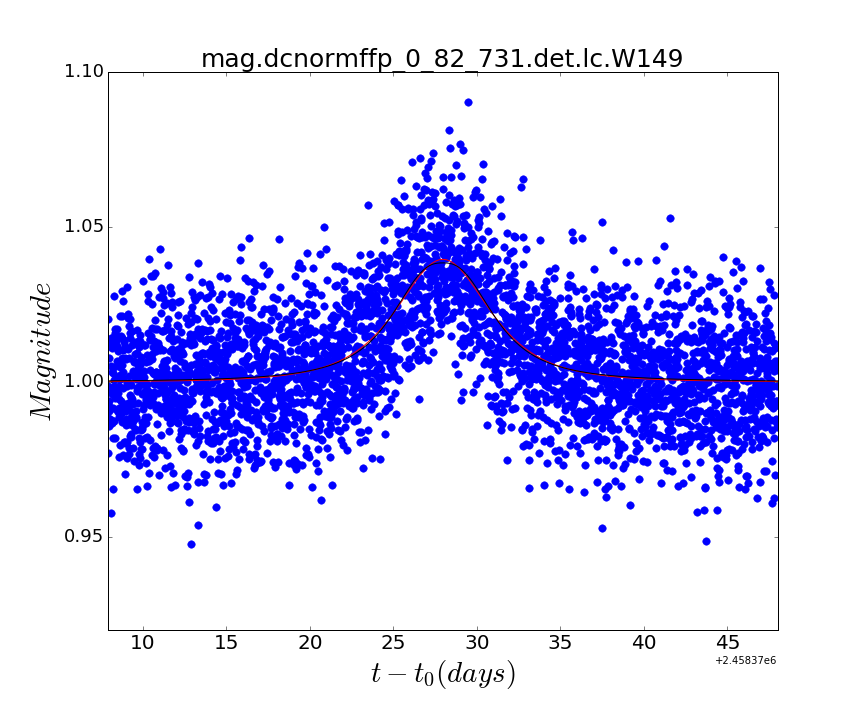 mag.dcnormffp_0_82_731.det.lc.W149
1.10
1.05
1.00
0.95
Magnitude
10 15 20 25 30 35 40 45
+2.45837e6
t − t₀(days)